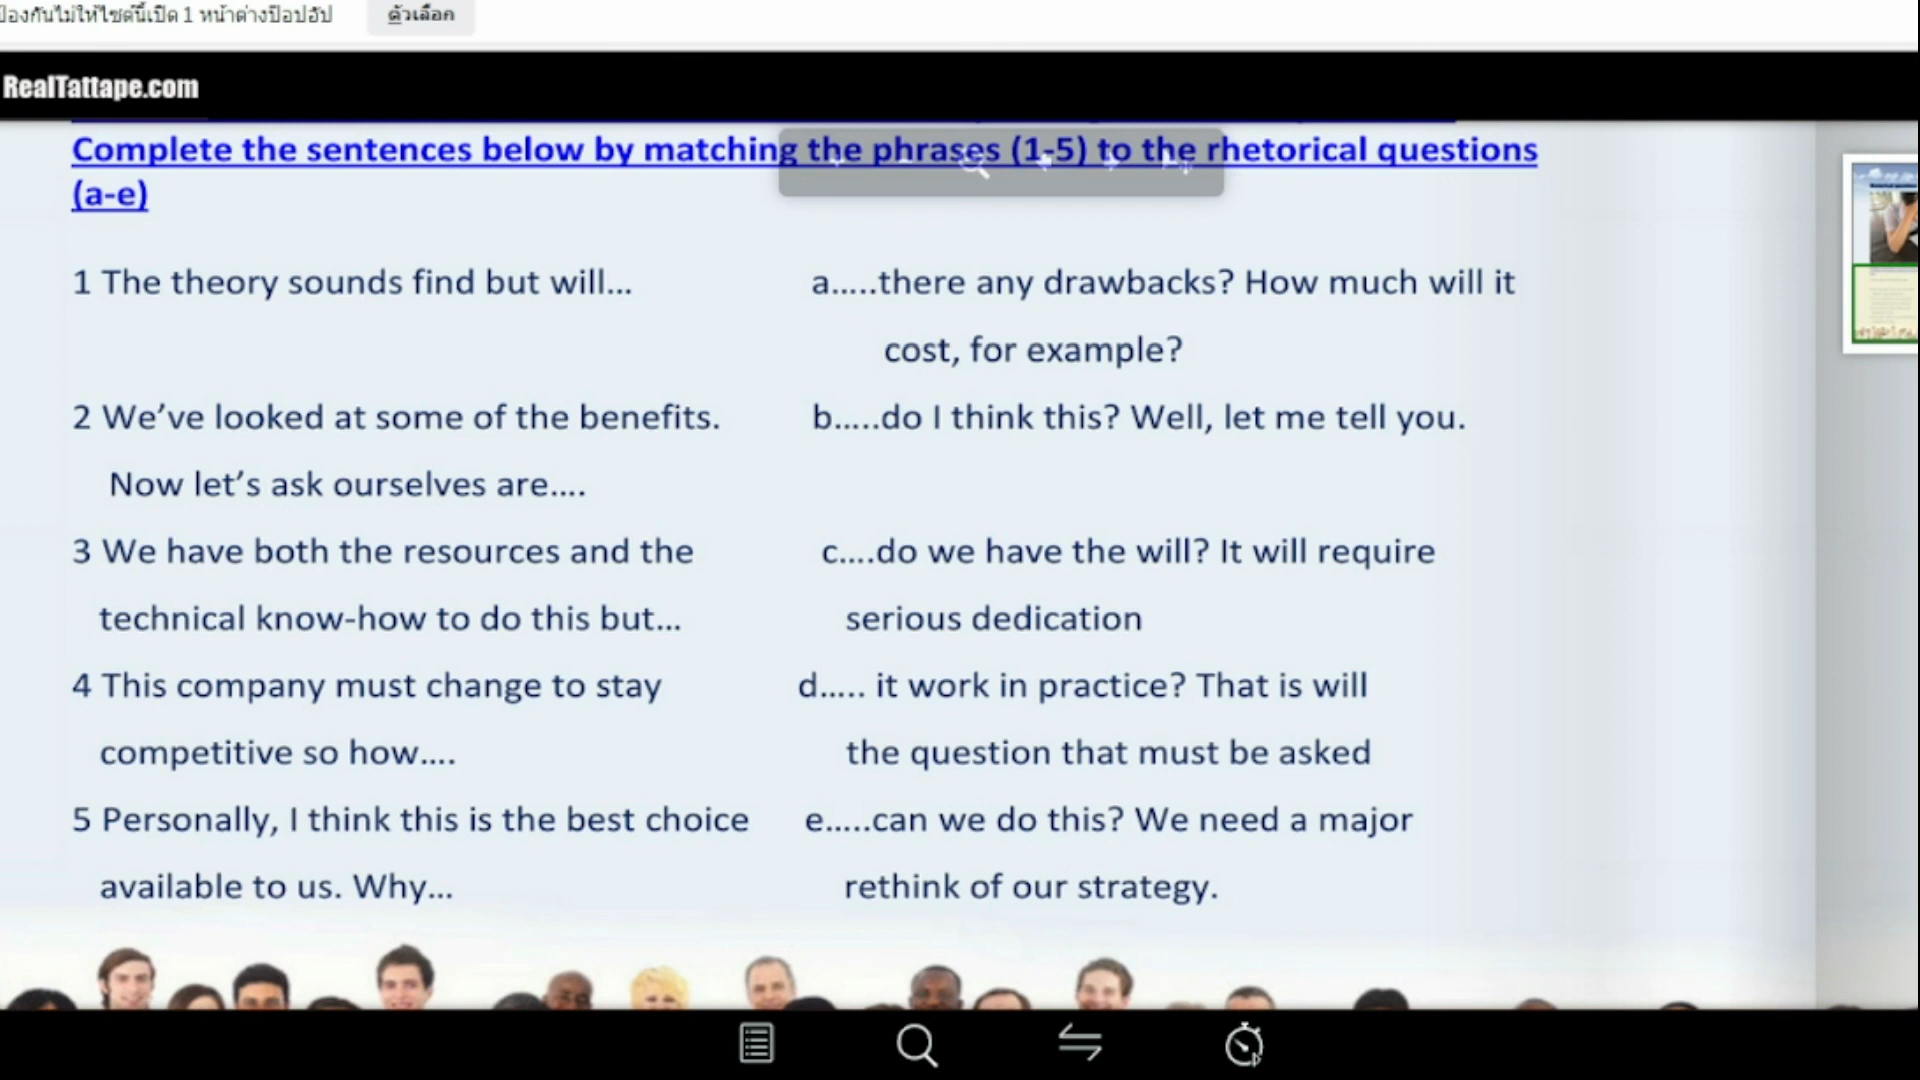 ป้องกันไม่ให้ไซต์นี้เปิด 1 หน้าต่างป๊อปอัป ตัวเลือก
RealTattape.com
Complete the sentences below by matching the phrases (1-5) to the rhetorical questions
(a-e)
1 The theory sounds find but will...
a.....there any drawbacks? How much will it
cost, for example?
2 We've looked at some of the benefits.
Now let's ask ourselves are....
b.....do I think this? Well, let me tell you.
3 We have both the resources and the
technical know-how to do this but...
c....do we have the will? It will require
serious dedication
4 This company must change to stay
competitive so how....
d..... it work in practice? That is will
the question that must be asked
5 Personally, I think this is the best choice
available to us. Why...
e.....can we do this? We need a major
rethink of our strategy.